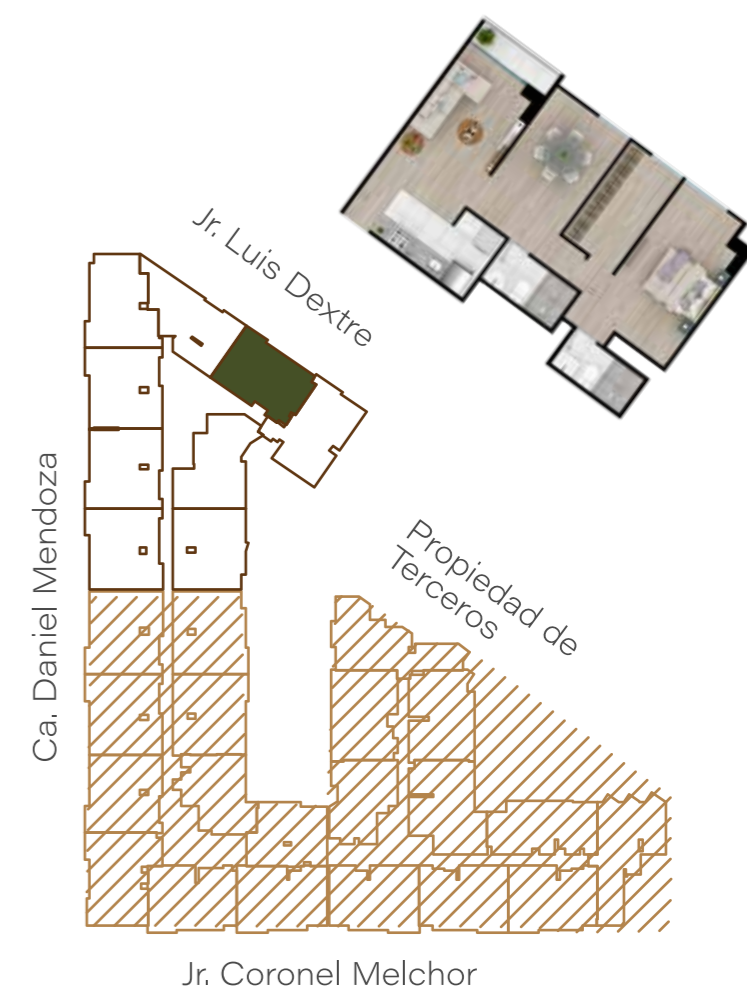 Jr. Luis Dextre
Ca. Daniel Mendoza
Propiedad de
Terceros
Jr. Coronel Melchor